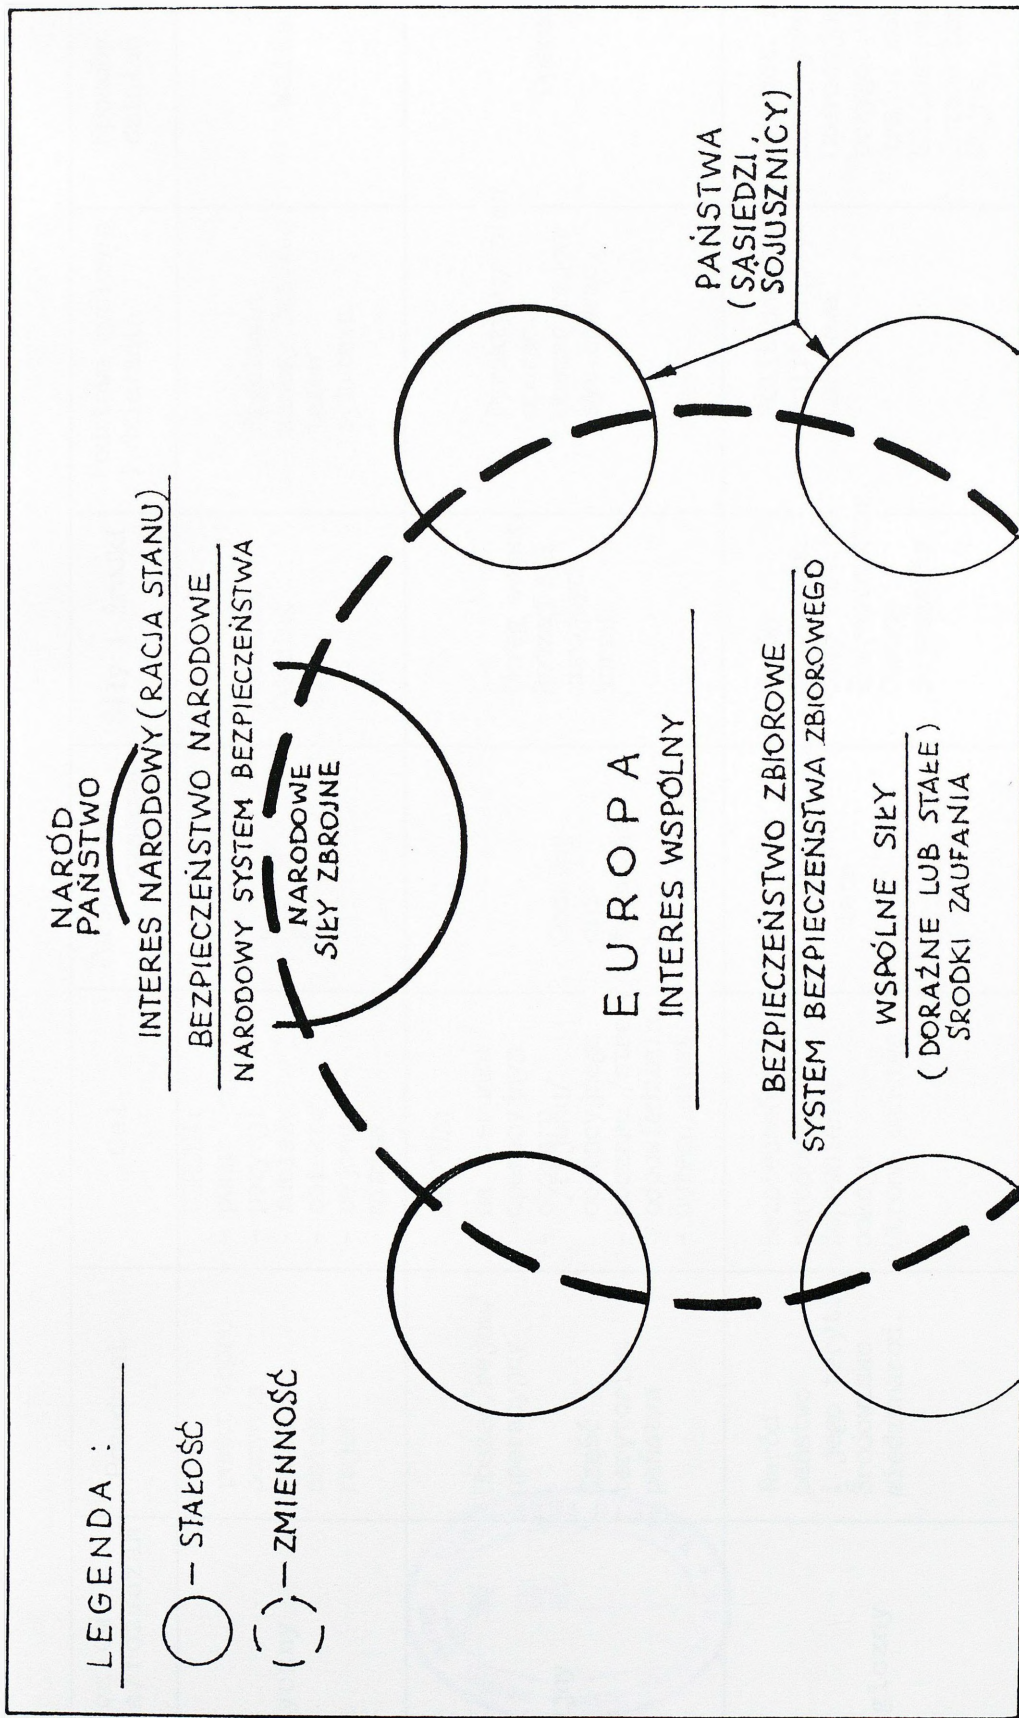 LEGENDA :
– STAŁOŚĆ
– ZMIENNOŚĆ
NARÓD
PAŃSTWO
INTERES NARODOWY (RACJA STANU)
BEZPIECZEŃSTWO NARODOWE
NARODOWY SYSTEM BEZPIECZEŃSTWA
NARODOWE
SIŁY ZBROJNE
EUROPA
INTERES WSPÓLNY
BEZPIECZEŃSTWO ZBIOROWE
SYSTEM BEZPIECZEŃSTWA ZBIOROWEGO
WSPÓLNE SIŁY
(DORAŹNE LUB STAŁE)
ŚRODKI ZAUFANIA
PAŃSTWA
(SĄSIEDZI,
SOJUSZNICY)